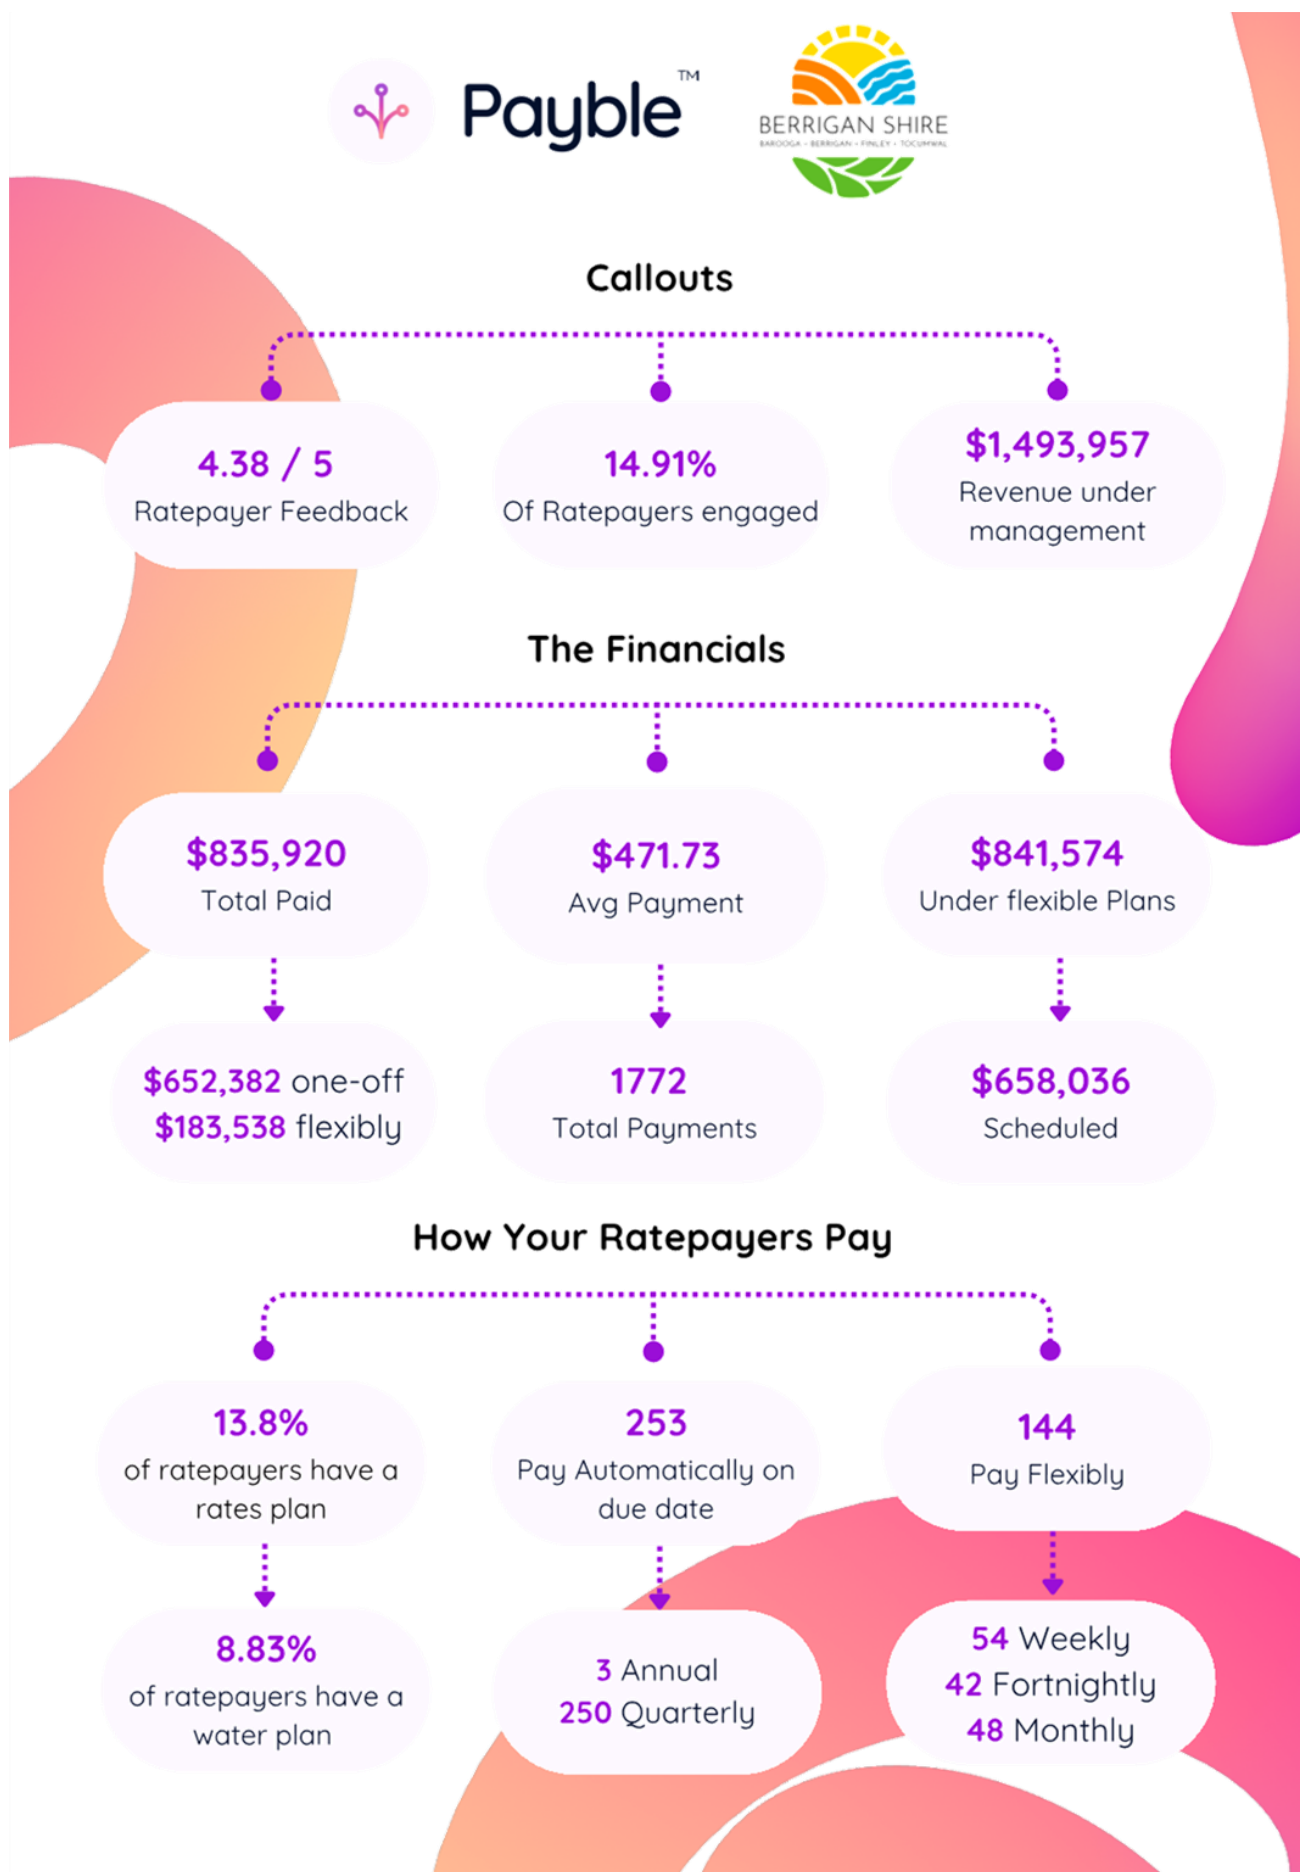 Payble™
BERRIGAN SHIRE
BAROOGA - BERRIGAN - FINLEY - TOCUMWAL
Callouts
4.38 / 5
Ratepayer Feedback
14.91%
Of Ratepayers engaged
$1,493,957
Revenue under
management
The Financials
$835,920
Total Paid
$471.73
Avg Payment
$841,574
Under flexible Plans
$652,382 one-off
$183,538 flexibly
1772
Total Payments
$658,036
Scheduled
How Your Ratepayers Pay
13.8%
of ratepayers have a
rates plan
253
Pay Automatically on
due date
144
Pay Flexibly
8.83%
of ratepayers have a
water plan
3 Annual
250 Quarterly
54 Weekly
42 Fortnightly
48 Monthly